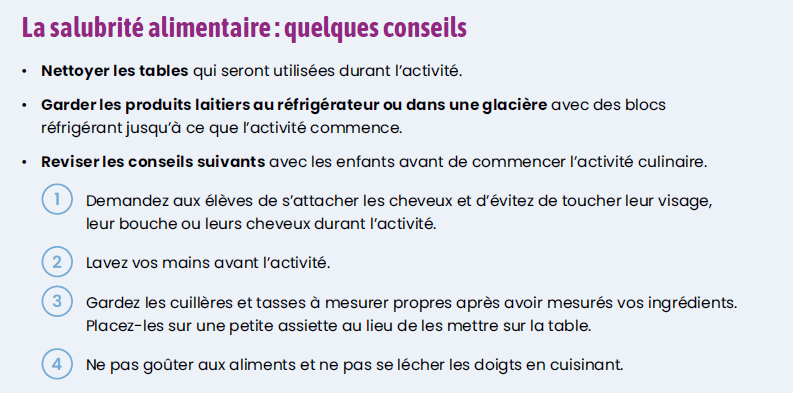 La salubrité alimentaire : quelques conseils
• Nettoyer les tables qui seront utilisées durant l’activité.
• Garder les produits laitiers au réfrigérateur ou dans une glacière avec des blocs
réfrigérant jusqu’à ce que l’activité commence.
• Reviser les conseils suivants avec les enfants avant de commencer l’activité culinaire.
1 Demandez aux élèves de s’attacher les cheveux et d’évitez de toucher leur visage,
leur bouche ou leurs cheveux durant l’activité.
2 Lavez vos mains avant l’activité.
3 Gardez les cuillères et tasses à mesurer propres après avoir mesurés vos ingrédients.
Placez-les sur une petite assiette au lieu de les mettre sur la table.
4 Ne pas goûter aux aliments et ne pas se lécher les doigts en cuisinant.